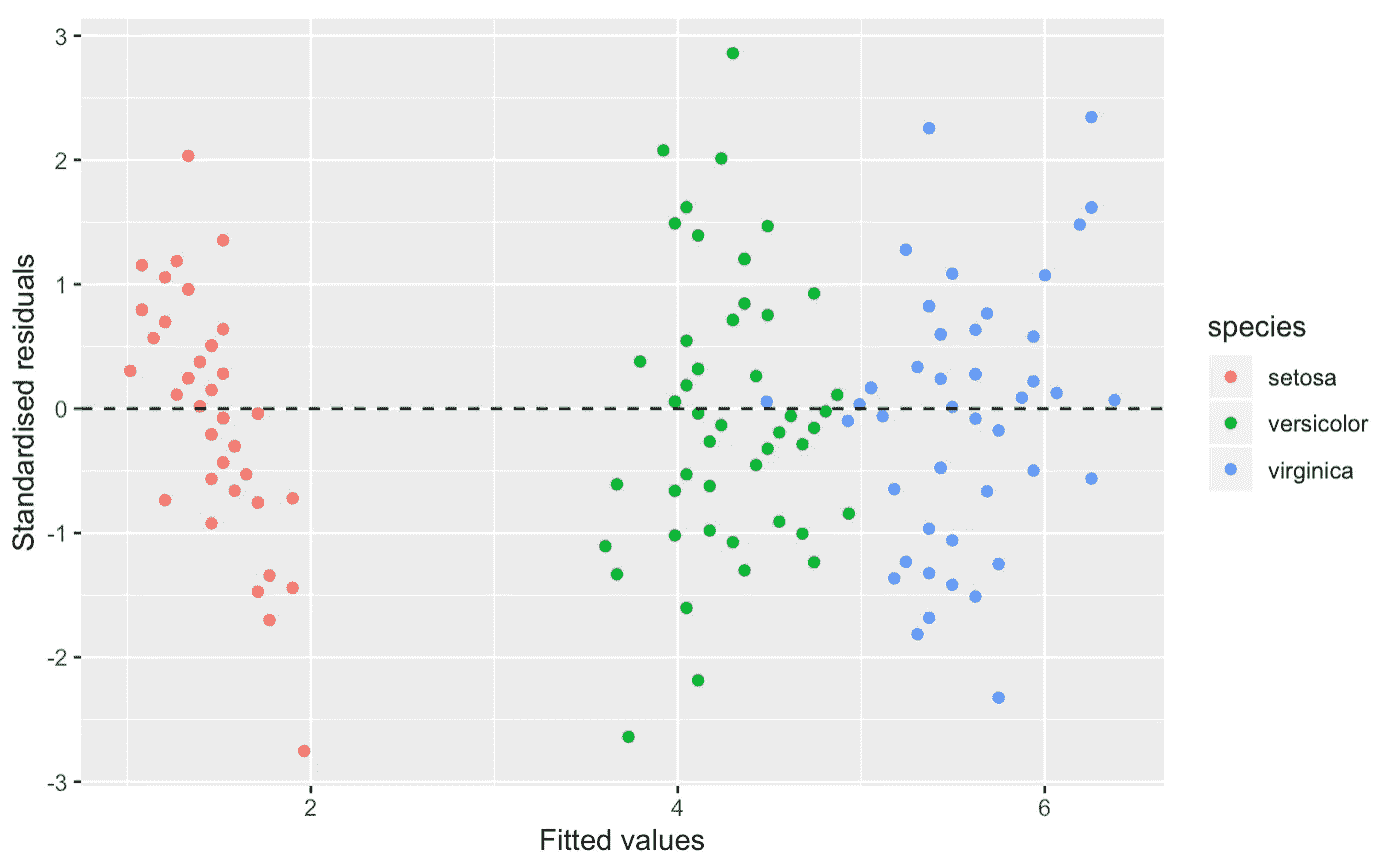 3
2
1
0
-1
-2
-3
Standardised residuals
2
4
6
Fitted values
species
setosa
versicolor
virginica